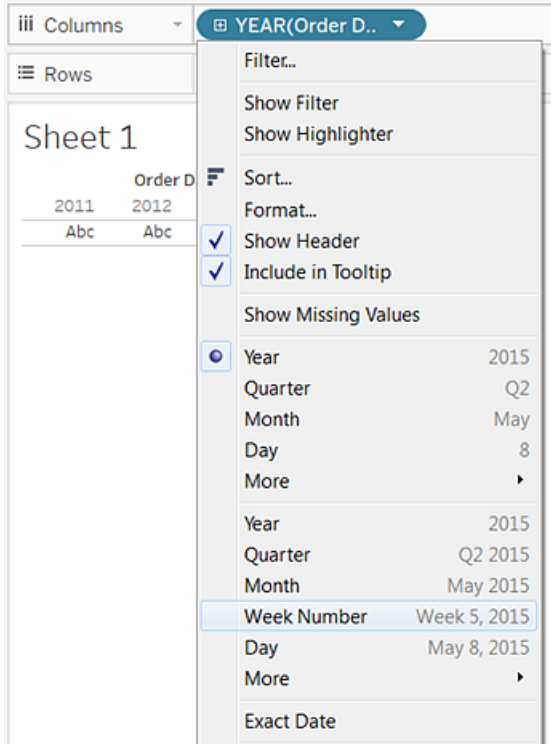 Columns YEAR(Order D..
Rows
Filter...
Show Filter
Show Highlighter
Sheet 1
Order D
2011 2012
Abc Abc
Sort...
Format...
Show Header
Include in Tooltip
Show Missing Values
Year 2015
Quarter Q2
Month May
Day 8
More
Year 2015
Quarter Q2 2015
Month May 2015
Week Number Week 5, 2015
Day May 8, 2015
More
Exact Date